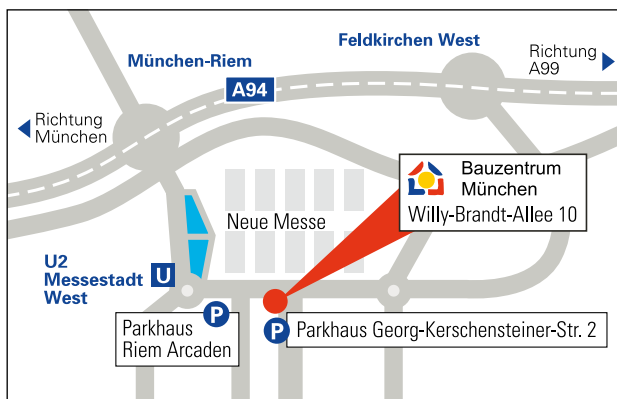 Feldkirchen West
München-Riem
Richtung
A99
A94
Richtung
München
Bauzentrum
München
Willy-Brandt-Allee 10
Neue Messe
U2
Messestadt
West
U
P
Parkhaus
Riem Arcaden
P
Parkhaus Georg-Kerschensteiner-Str. 2